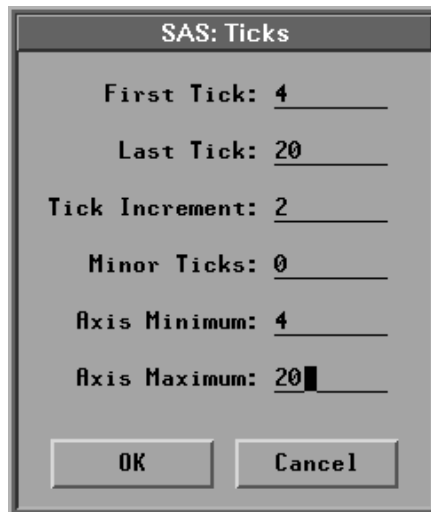 SAS: Ticks
First Tick: 4
Last Tick: 20
Tick Increment: 2
Minor Ticks: 0
Axis Minimum: 4
Axis Maximum: 20
OK Cancel